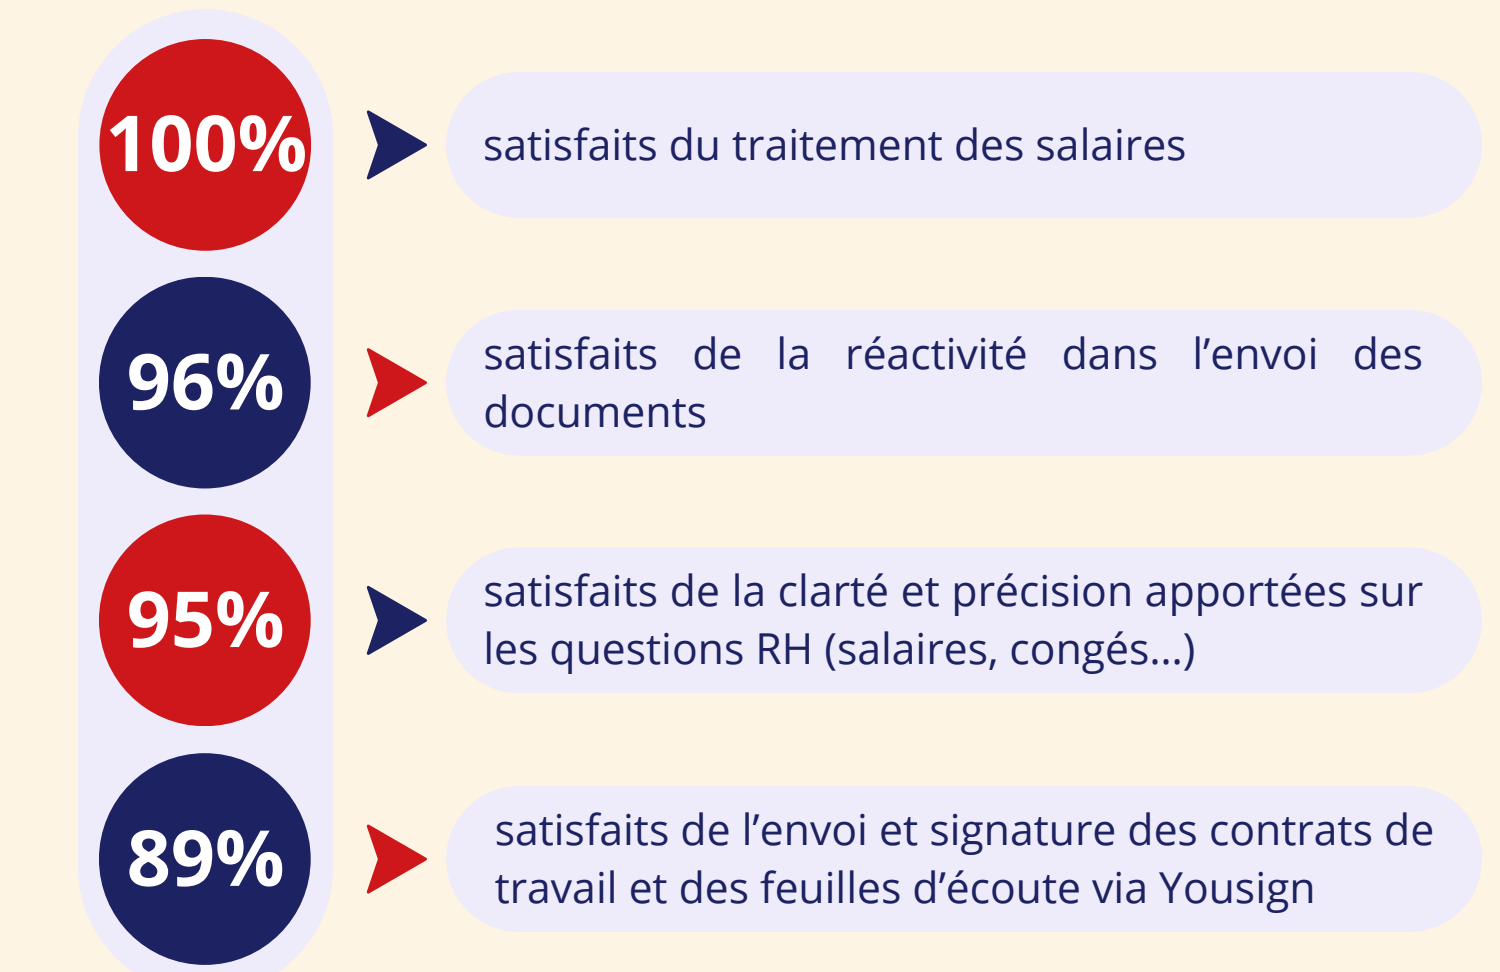 100%
satisfaits du traitement des salaires
96%
satisfaits de la réactivité dans l’envoi des
documents
95%
satisfaits de la clarté et précision apportées sur
les questions RH (salaires, congés...)
89%
satisfaits de l’envoi et signature des contrats de
travail et des feuilles d’écoute via Yousign